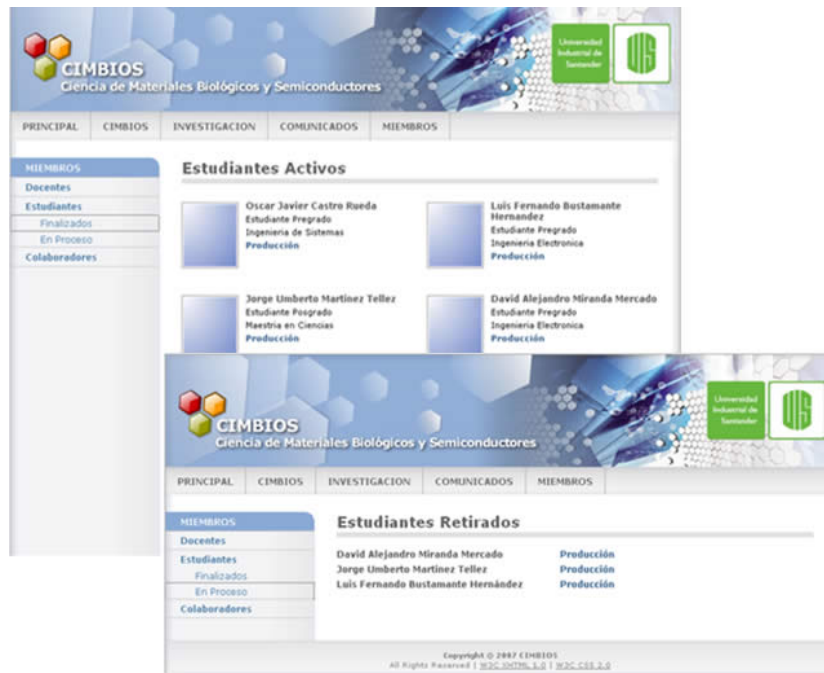 CIMBIOS
Ciencia de Materiales Biológicos y Semiconductores
Universidad
Industrial de
Santander
PRINCIPAL CIMBIOS INVESTIGACION COMUNICADOS MIEMBROS
MIEMBROS
Docentes
Estudiantes
Finalizados
En Proceso
Colaboradores
Estudiantes Activos
Oscar Javier Castro Rueda
Estudiante Pregrado
Ingenieria de Sistemas
Producción
Luis Fernando Bustamante
Hernandez
Estudiante Pregrado
Ingenieria Electronica
Producción
Jorge Umberto Martinez Tellez
Estudiante Posgrado
Maestria en Ciencias
Producción
David Alejandro Miranda Mercado
Estudiante Pregrado
Ingenieria Electronica
Producción
CIMBIOS
Ciencia de Materiales Biológicos y Semiconductores
Universidad
Industrial de
Santander
PRINCIPAL CIMBIOS INVESTIGACION COMUNICADOS MIEMBROS
MIEMBROS
Docentes
Estudiantes
Finalizados
En Proceso
Colaboradores
Estudiantes Retirados
David Alejandro Miranda Mercado Producción
Jorge Umberto Martinez Tellez Producción
Luis Fernando Bustamante Hernández Producción
Copyright © 2007 CIMBIOS
All Rights Reserved | W3C XHTML 1.0 | W3C CSS 2.0